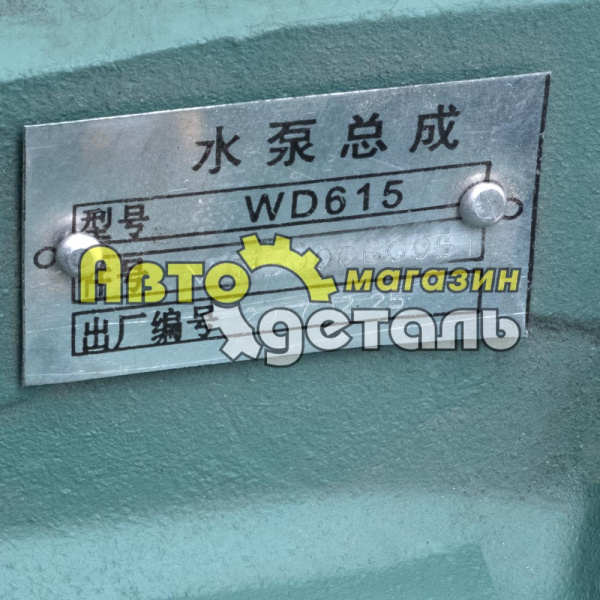 水泵总成
型号 WD615
出厂编号
АВТО магазин
деталь